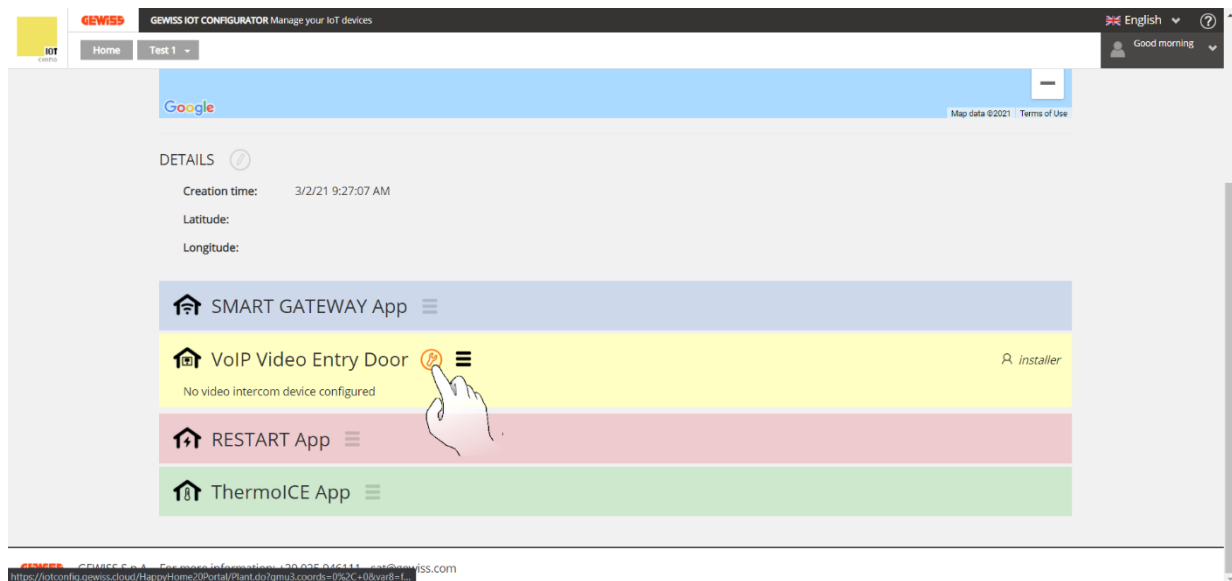 GEWISS GEWISS IOT CONFIGURATOR Manage your IoT devices English ?
IOT
Home Test 1 Good morning
Google Map data ©2021 Terms of Use
DETAILS
Creation time: 3/2/21 9:27:07 AM
Latitude:
Longitude:
SMART GATEWAY App
VoIP Video Entry Door installer
No video intercom device configured
RESTART App
ThermoICE App
https://iotconfig.gewiss.cloud/HappyHome20Portal/Plant.do?qmu3.coords=0%2C+0&var8=f...